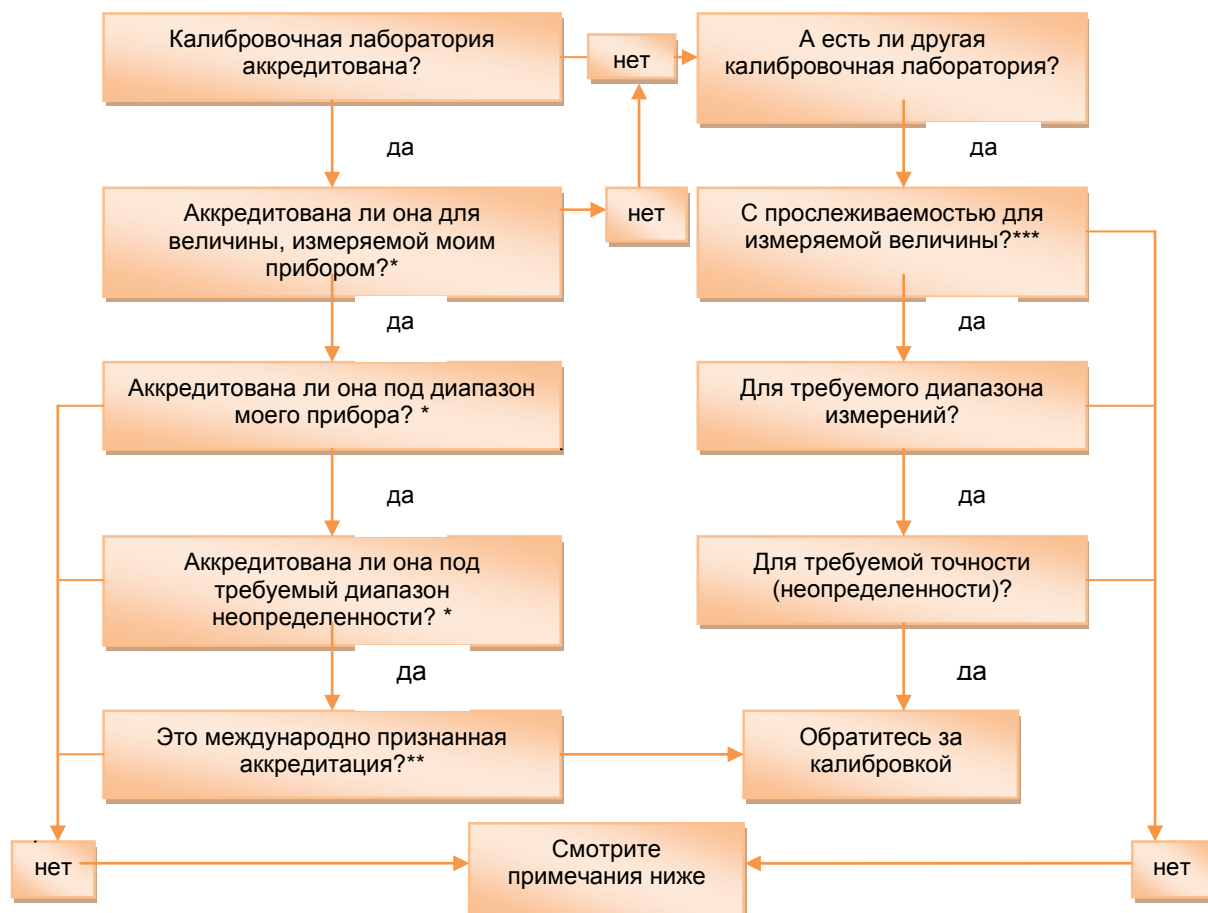 Калибровочная лаборатория
аккредитована?
нет
А есть ли другая
калибровочная лаборатория?
да
да
Аккредитована ли она для
величины, измеряемой моим
прибором?*
нет
С прослеживаемостью для
измеряемой величины?***
да
да
Аккредитована ли она под диапазон
моего прибора? *
Для требуемого диапазона
измерений?
да
да
Аккредитована ли она под
требуемый диапазон
неопределенности? *
Для требуемой точности
(неопределенности)?
да
да
Это международно признанная
аккредитация?**
Обратитесь за
калибровкой
нет
Смотрите
примечания ниже
нет